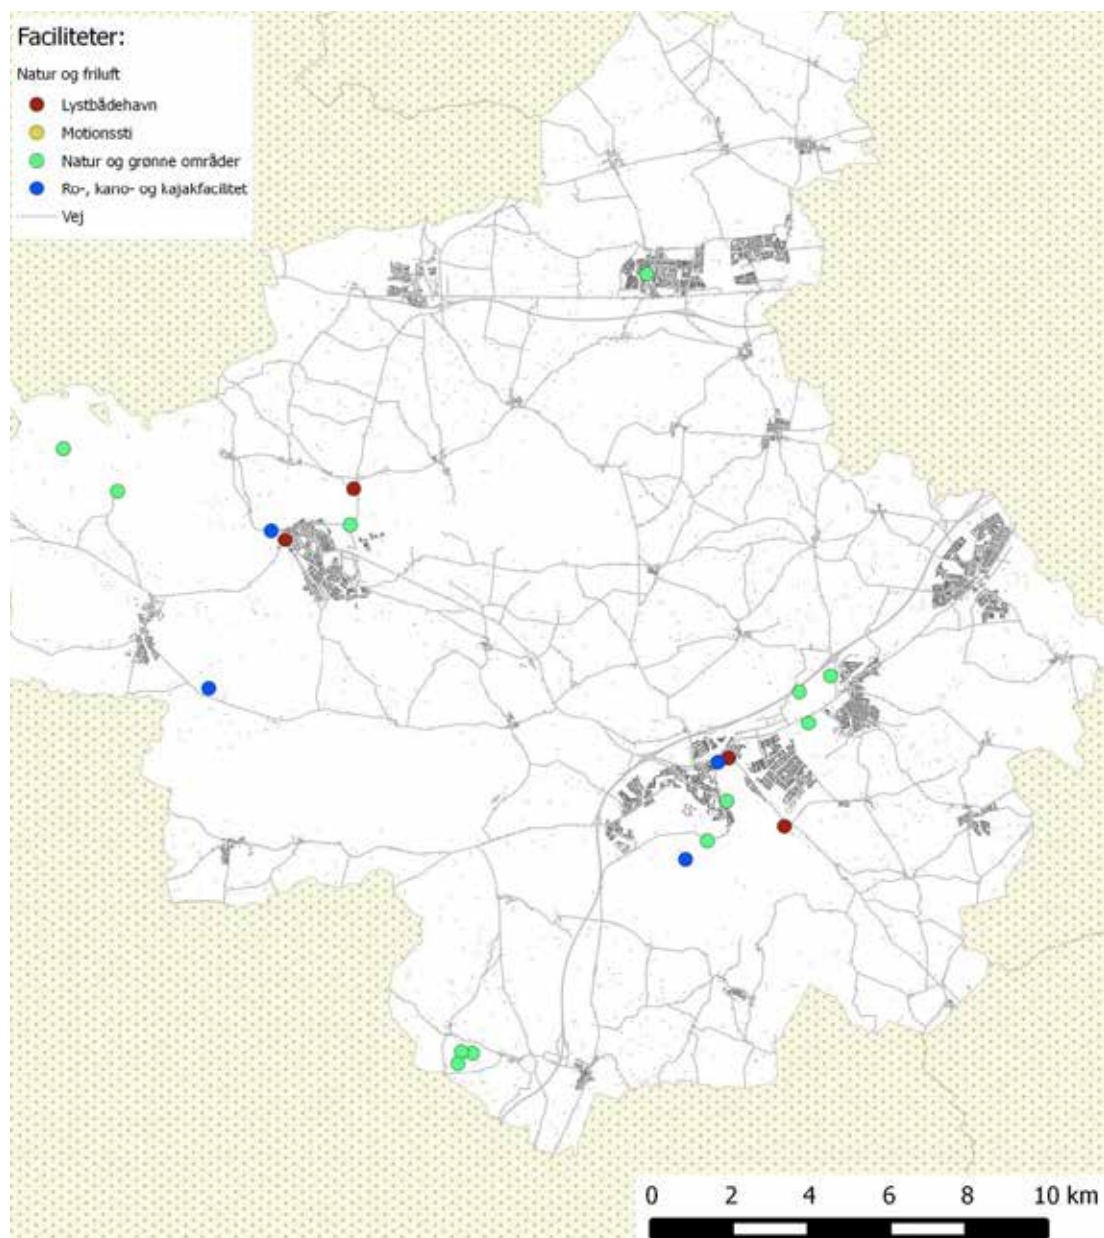 Faciliteter:
Natur og friluft
Lystbådehavn
Motionssti
Natur og grønne områder
Ro-, kano- og kajakfacilitet
Vej
0 2 4 6 8 10 km